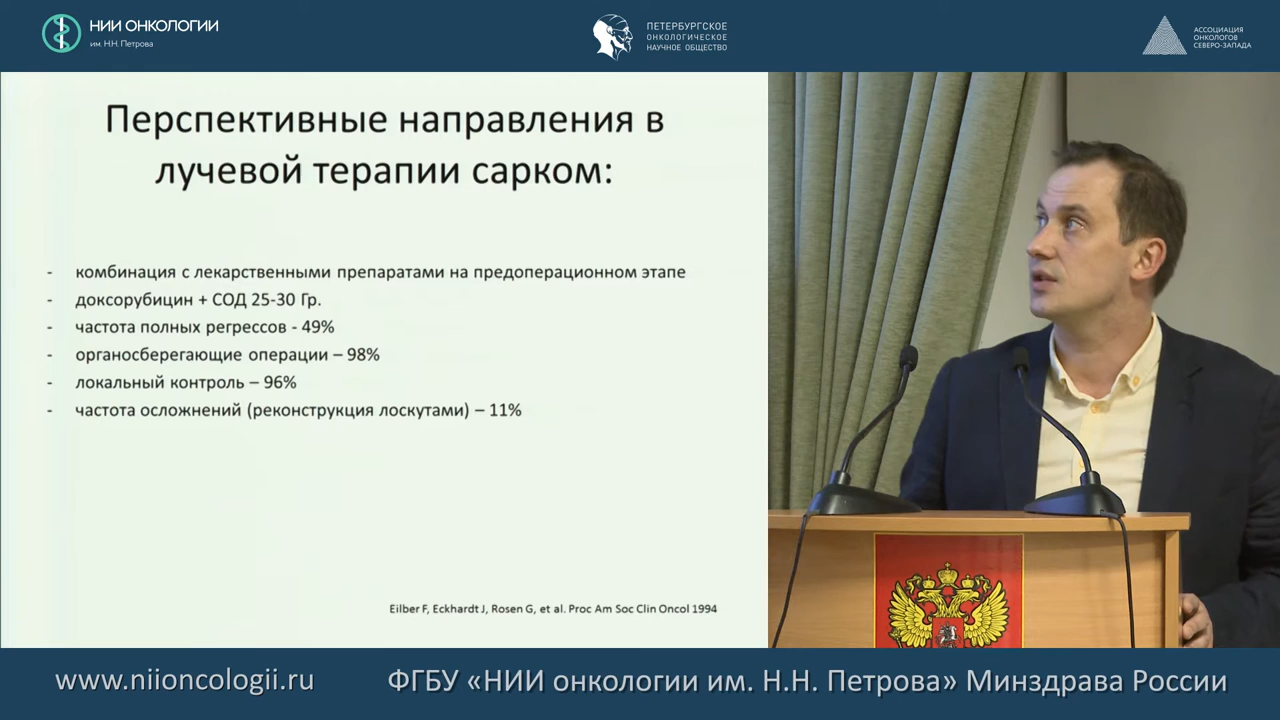 НИИ ОНКОЛОГИИ
им. Н.Н. Петрова
ПЕТЕРБУРГСКОЕ
ОНКОЛОГИЧЕСКОЕ
НАУЧНОЕ ОБЩЕСТВО
АССОЦИАЦИЯ
ОНКОЛОГОВ
СЕВЕРО-ЗАПАДА
Перспективные направления в
лучевой терапии сарком:
- комбинация с лекарственными препаратами на предоперационном этапе
- доксорубицин + СОД 25-30 Гр.
- частота полных регрессов - 49%
- органосберегающие операции – 98%
- локальный контроль – 96%
- частота осложнений (реконструкция лоскутами) – 11%
Eilber F, Eckhardt J, Rosen G, et al. Proc Am Soc Clin Oncol 1994
www.niioncologii.ru
ФГБУ «НИИ онкологии им. Н.Н. Петрова» Минздрава России